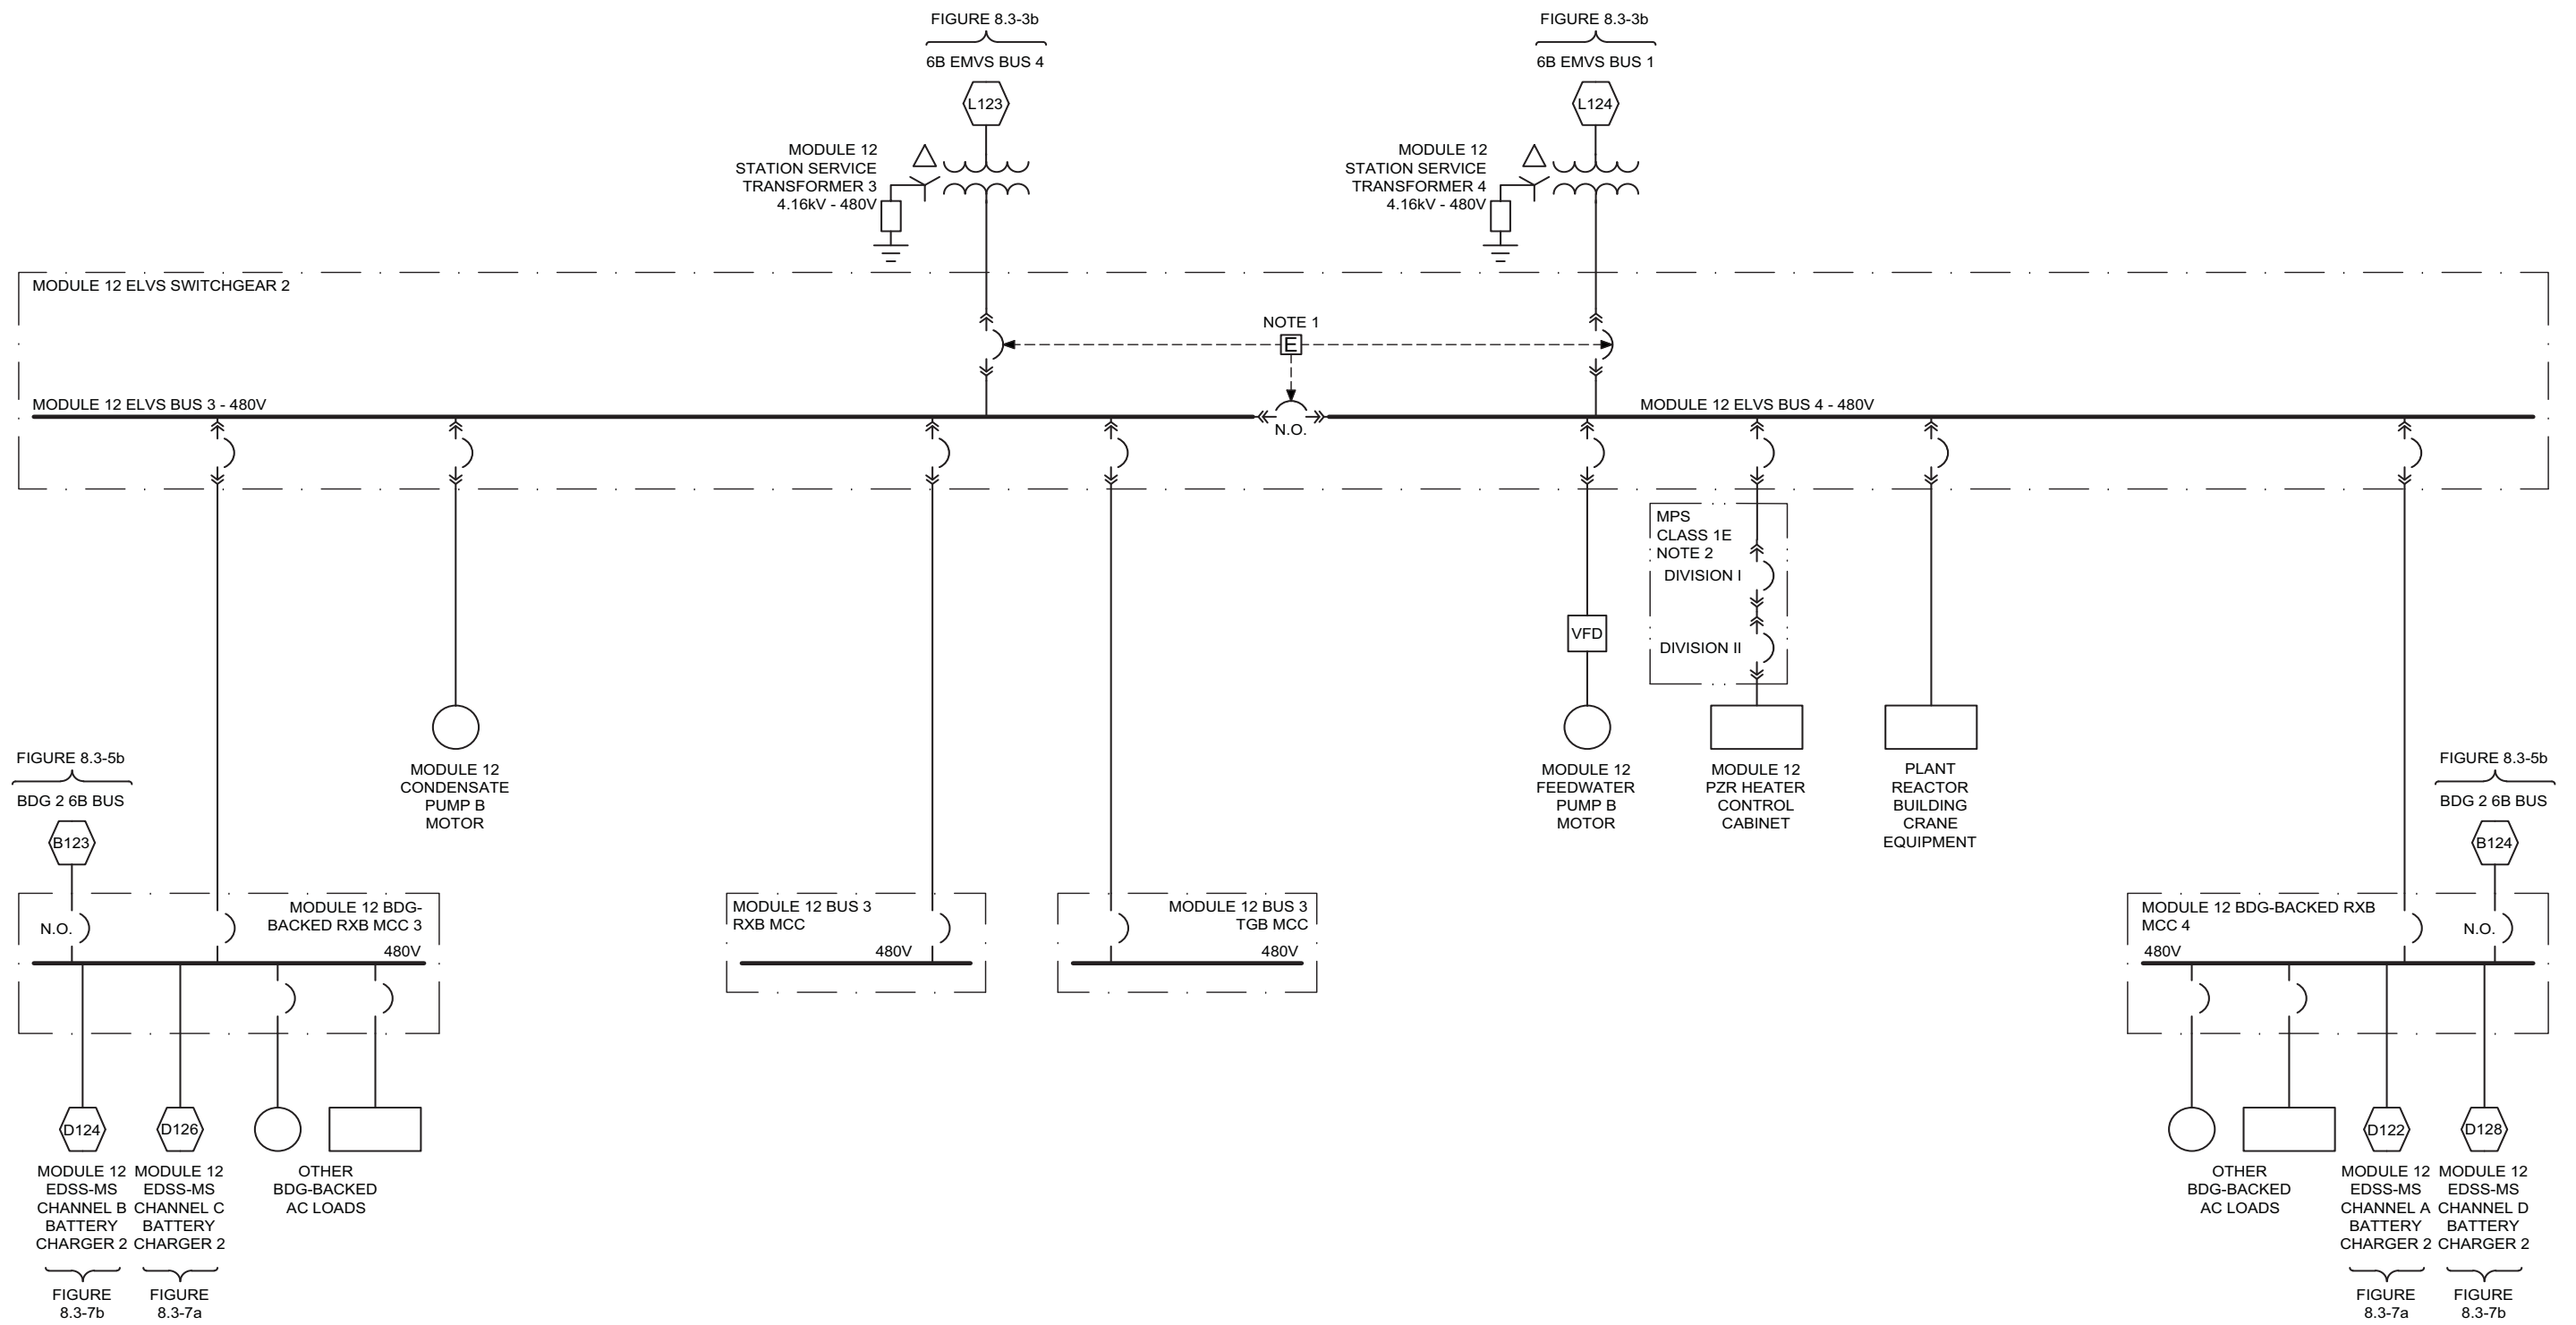 FIGURE 8.3-3b
6B EMVS BUS 4
L123
MODULE 12
STATION SERVICE
TRANSFORMER 3
4.16kV - 480V
FIGURE 8.3-3b
6B EMVS BUS 1
L124
MODULE 12
STATION SERVICE
TRANSFORMER 4
4.16kV - 480V
MODULE 12 ELVS SWITCHGEAR 2
NOTE 1
E
MODULE 12 ELVS BUS 3 - 480V
N.O.
MODULE 12 ELVS BUS 4 - 480V
MPS
CLASS 1E
NOTE 2
DIVISION I
DIVISION II
VFD
MODULE 12
CONDENSATE
PUMP B
MOTOR
MODULE 12
FEEDWATER
PUMP B
MOTOR
MODULE 12
PZR HEATER
CONTROL
CABINET
PLANT
REACTOR
BUILDING
CRANE
EQUIPMENT
FIGURE 8.3-5b
BDG 2 6B BUS
B123
N.O.
MODULE 12 BDG-
BACKED RXB MCC 3
480V
MODULE 12 BUS 3
RXB MCC
480V
MODULE 12 BUS 3
TGB MCC
480V
FIGURE 8.3-5b
BDG 2 6B BUS
B124
MODULE 12 BDG-BACKED RXB
MCC 4
480V
N.O.
D124
MODULE 12
EDSS-MS
CHANNEL B
BATTERY
CHARGER 2
FIGURE
8.3-7b
D126
MODULE 12
EDSS-MS
CHANNEL C
BATTERY
CHARGER 2
FIGURE
8.3-7a
OTHER
BDG-BACKED
AC LOADS
OTHER
BDG-BACKED
AC LOADS
D122
MODULE 12
EDSS-MS
CHANNEL A
BATTERY
CHARGER 2
FIGURE
8.3-7a
D128
MODULE 12
EDSS-MS
CHANNEL D
BATTERY
CHARGER 2
FIGURE
8.3-7b